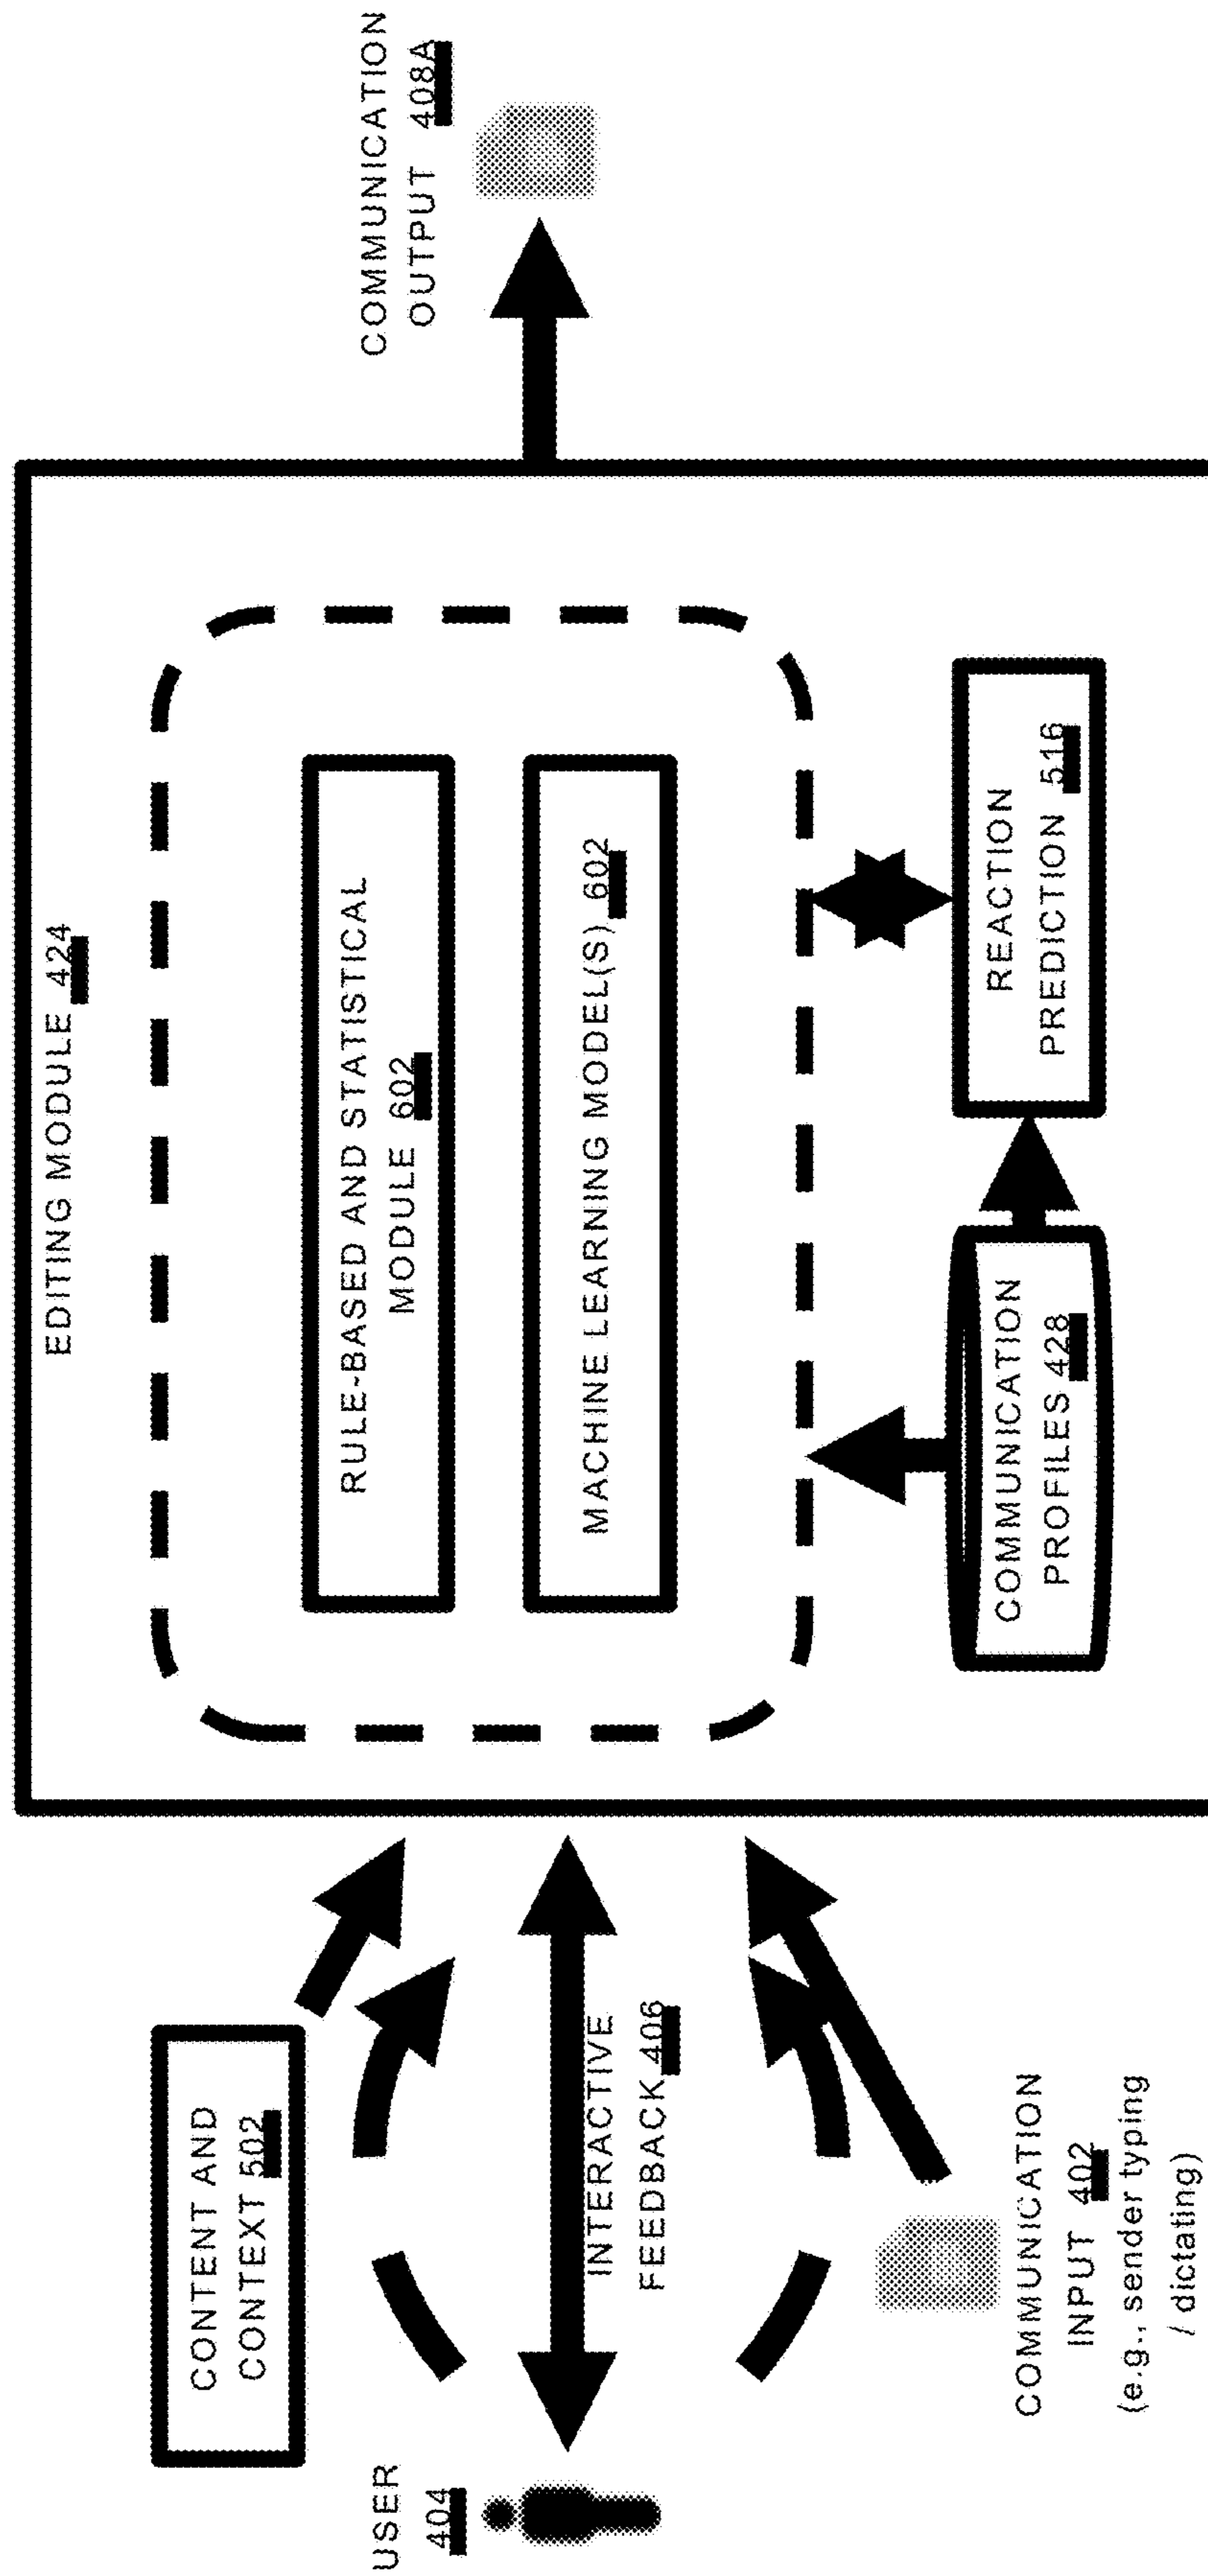 EDITING MODULE 424
CONTENT AND
CONTEXT 502
USER
404
INTERACTIVE
FEEDBACK 406
COMMUNICATION
INPUT 402
(e.g., sender typing
/ dictating)
RULE-BASED AND STATISTICAL
MODULE 602
MACHINE LEARNING MODEL(S) 602
COMMUNICATION
PROFILES 428
REACTION
PREDICTION 516
COMMUNICATION
OUTPUT 408A